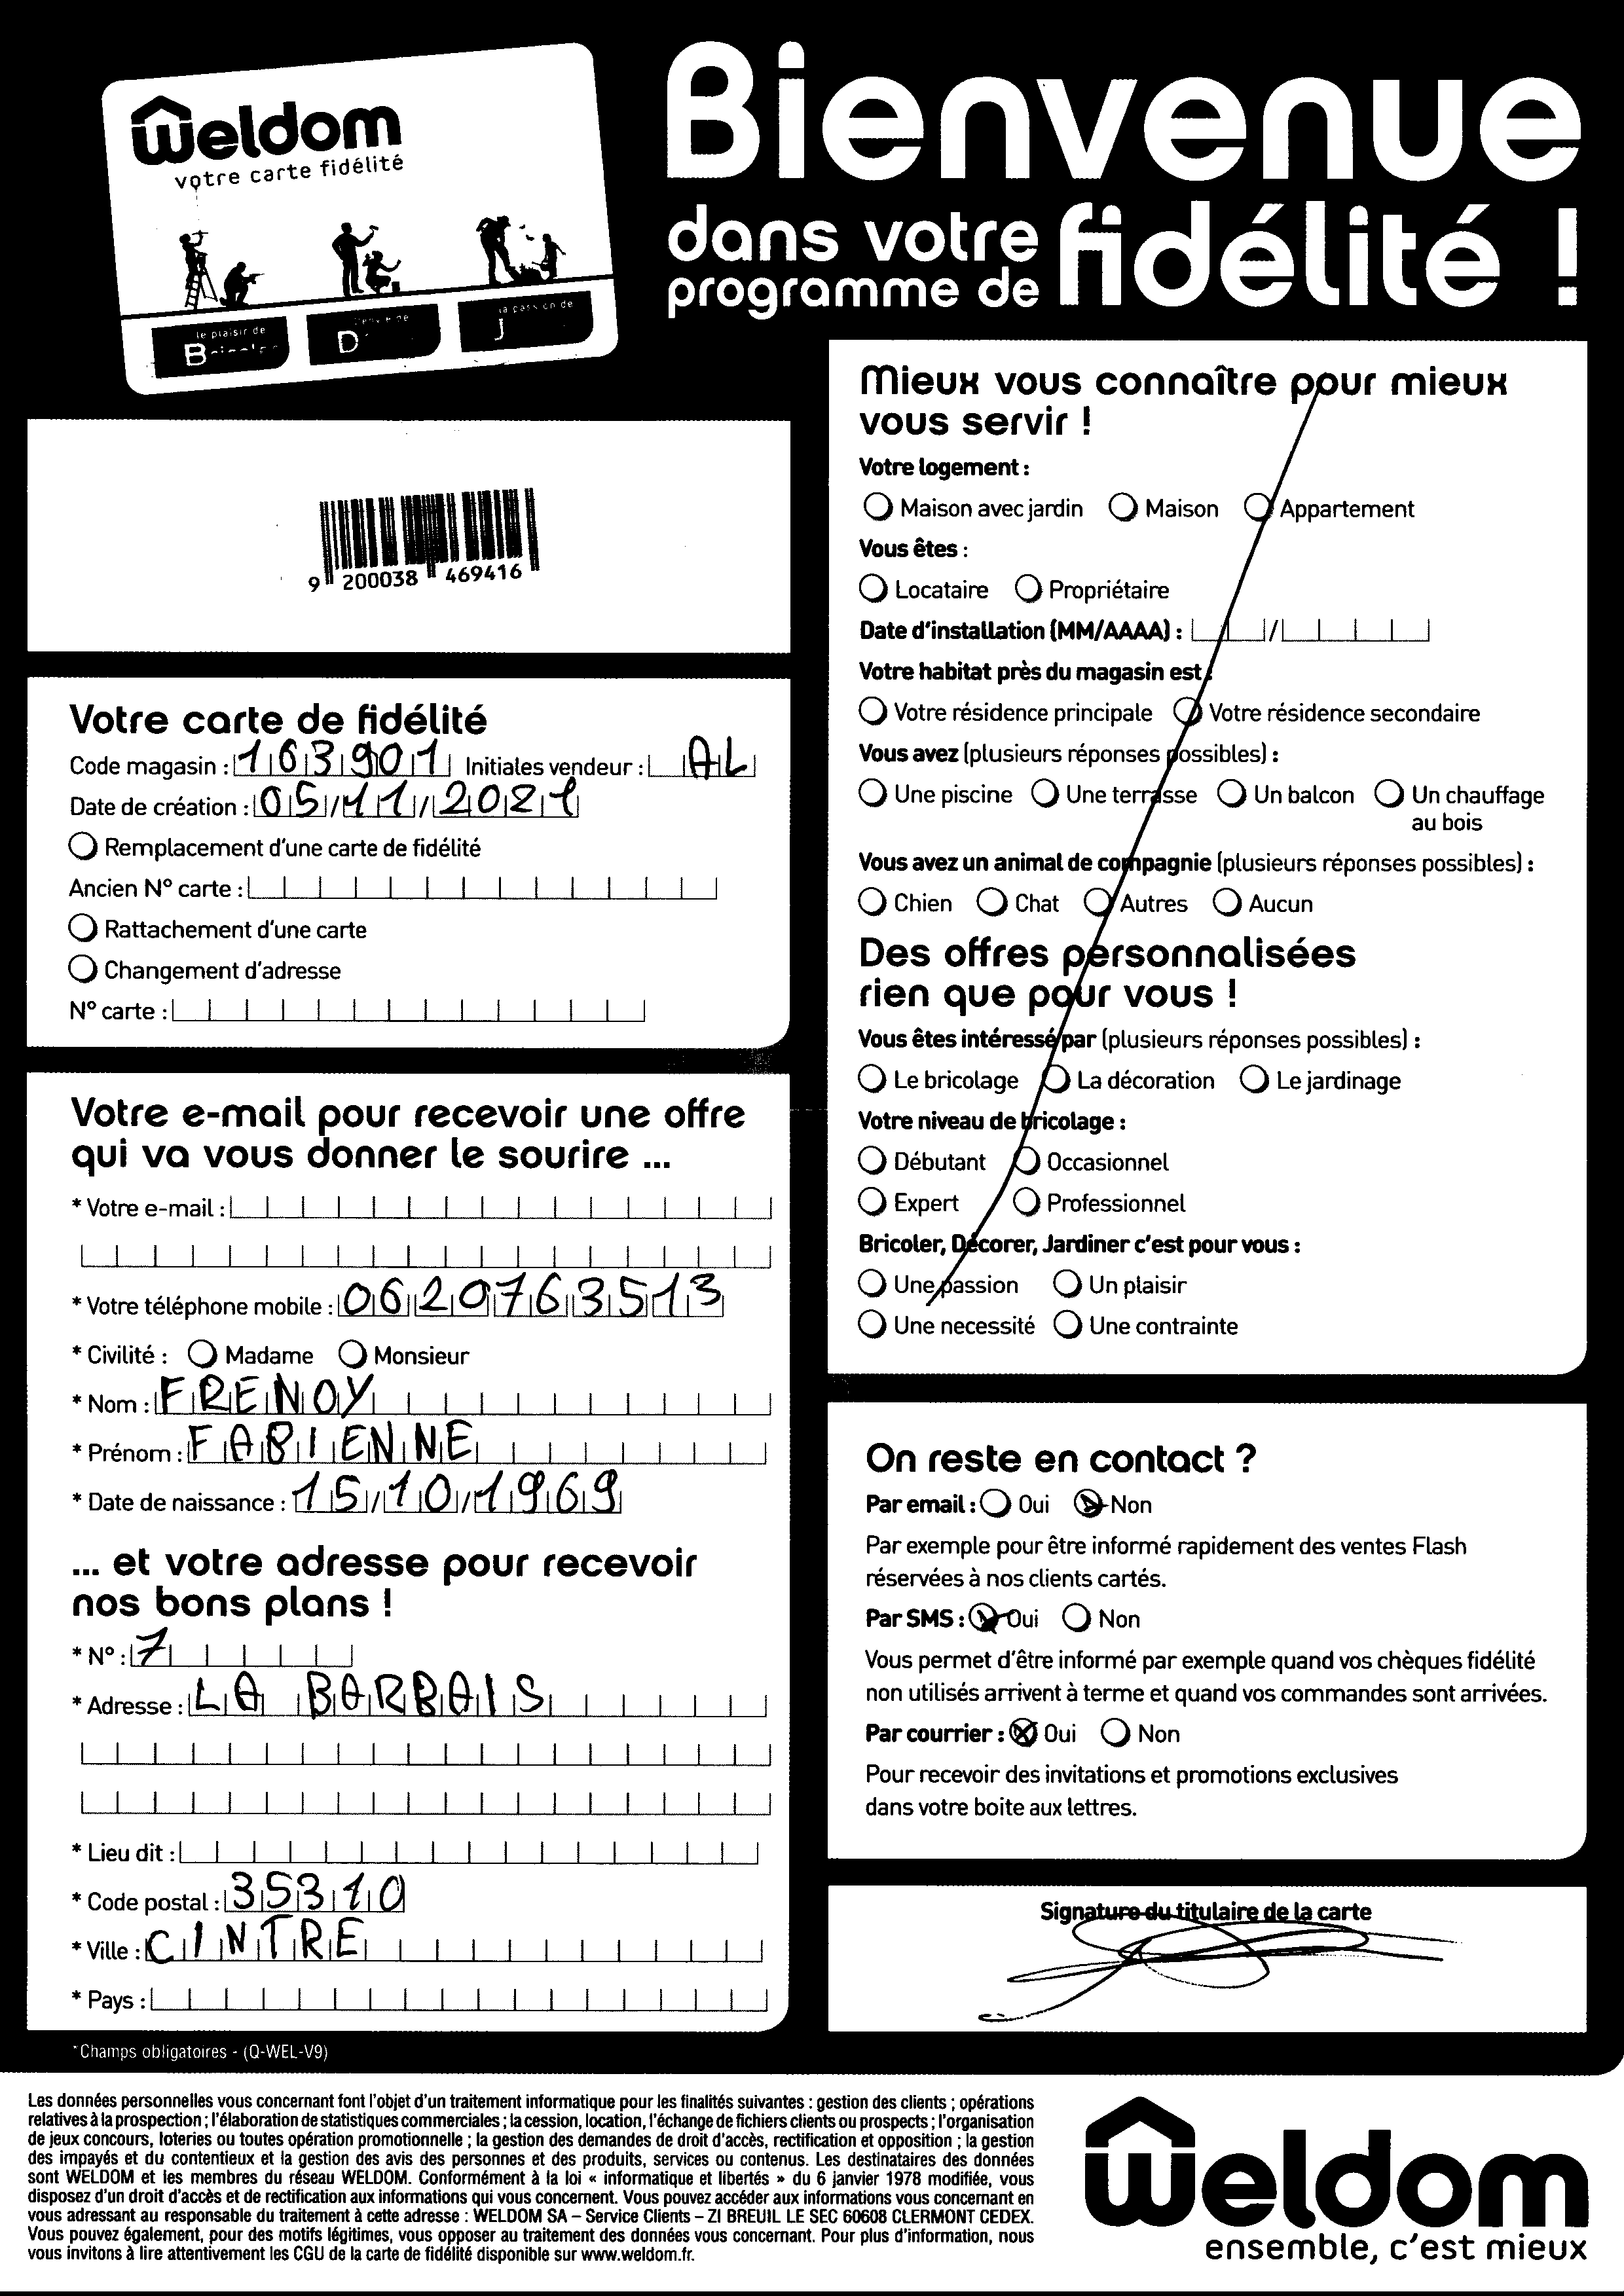 Weldom
votre carte fidélité
le plaisir de
D
la passion de
J
Bienvenue
dans votre
programme de fidélité !
9 200038 469416
Votre carte de fidélité
Code magasin : 163901 Initiales vendeur : AL
Date de création : 05/11/2021
Remplacement d'une carte de fidélité
Ancien N° carte :
Rattachement d'une carte
Changement d'adresse
N° carte :
Votre e-mail pour recevoir une offre
qui va vous donner le sourire ...
* Votre e-mail :
* Votre téléphone mobile : 0620763513
* Civilité : Madame Monsieur
* Nom : FRENOY
* Prénom : FABIENNE
* Date de naissance : 15/10/1969
... et votre adresse pour recevoir
nos bons plans !
* N° : 7
* Adresse : LA BARBAIS
* Lieu dit :
* Code postal : 35310
* Ville : CINTRE
* Pays :
*Champs obligatoires - (Q-WEL-V9)
Mieux vous connaître pour mieux
vous servir !
Votre logement :
Maison avec jardin Maison Appartement
Vous êtes :
Locataire Propriétaire
Date d'installation (MM/AAAA) : /
Votre habitat près du magasin est :
Votre résidence principale Votre résidence secondaire
Vous avez (plusieurs réponses possibles) :
Une piscine Une terrasse Un balcon Un chauffage
au bois
Vous avez un animal de compagnie (plusieurs réponses possibles) :
Chien Chat Autres Aucun
Des offres personnalisées
rien que pour vous !
Vous êtes intéressé par (plusieurs réponses possibles) :
Le bricolage La décoration Le jardinage
Votre niveau de bricolage :
Débutant Occasionnel
Expert Professionnel
Bricoler, Décorer, Jardiner c'est pour vous :
Une passion Un plaisir
Une necessité Une contrainte
On reste en contact ?
Par email : Oui Non
Par exemple pour être informé rapidement des ventes Flash
réservées à nos clients cartés.
Par SMS : Oui Non
Vous permet d'être informé par exemple quand vos chèques fidélité
non utilisés arrivent à terme et quand vos commandes sont arrivées.
Par courrier : Oui Non
Pour recevoir des invitations et promotions exclusives
dans votre boite aux lettres.
Signature du titulaire de la carte
Les données personnelles vous concernant font l'objet d'un traitement informatique pour les finalités suivantes : gestion des clients ; opérations
relatives à la prospection ; l'élaboration de statistiques commerciales ; la cession, location, l'échange de fichiers clients ou prospects ; l'organisation
de jeux concours, loteries ou toutes opération promotionnelle ; la gestion des demandes de droit d'accès, rectification et opposition ; la gestion
des impayés et du contentieux et la gestion des avis des personnes et des produits, services ou contenus. Les destinataires des données
sont WELDOM et les membres du réseau WELDOM. Conformément à la loi « informatique et libertés » du 6 janvier 1978 modifiée, vous
disposez d'un droit d'accès et de rectification aux informations qui vous concernent. Vous pouvez accéder aux informations vous concernant en
vous adressant au responsable du traitement à cette adresse : WELDOM SA – Service Clients – ZI BREUIL LE SEC 60608 CLERMONT CEDEX.
Vous pouvez également, pour des motifs légitimes, vous opposer au traitement des données vous concernant. Pour plus d'information, nous
vous invitons à lire attentivement les CGU de la carte de fidélité disponible sur www.weldom.fr.
Weldom
ensemble, c'est mieux